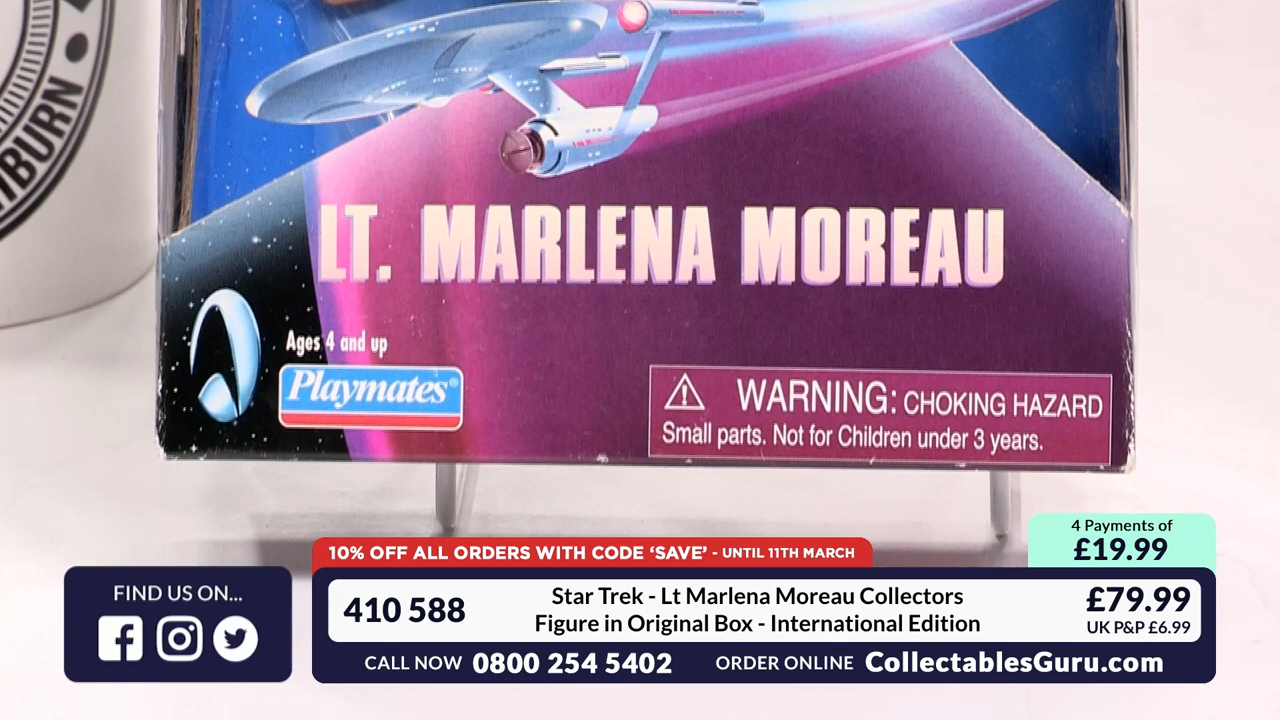 LT. MARLENA MOREAU
Ages 4 and up
Playmates®
WARNING: CHOKING HAZARD
Small parts. Not for Children under 3 years.
4 Payments of
£19.99
10% OFF ALL ORDERS WITH CODE ‘SAVE’ - UNTIL 11TH MARCH
FIND US ON...
410 588
Star Trek - Lt Marlena Moreau Collectors
Figure in Original Box - International Edition
£79.99
UK P&P £6.99
CALL NOW 0800 254 5402
ORDER ONLINE CollectablesGuru.com